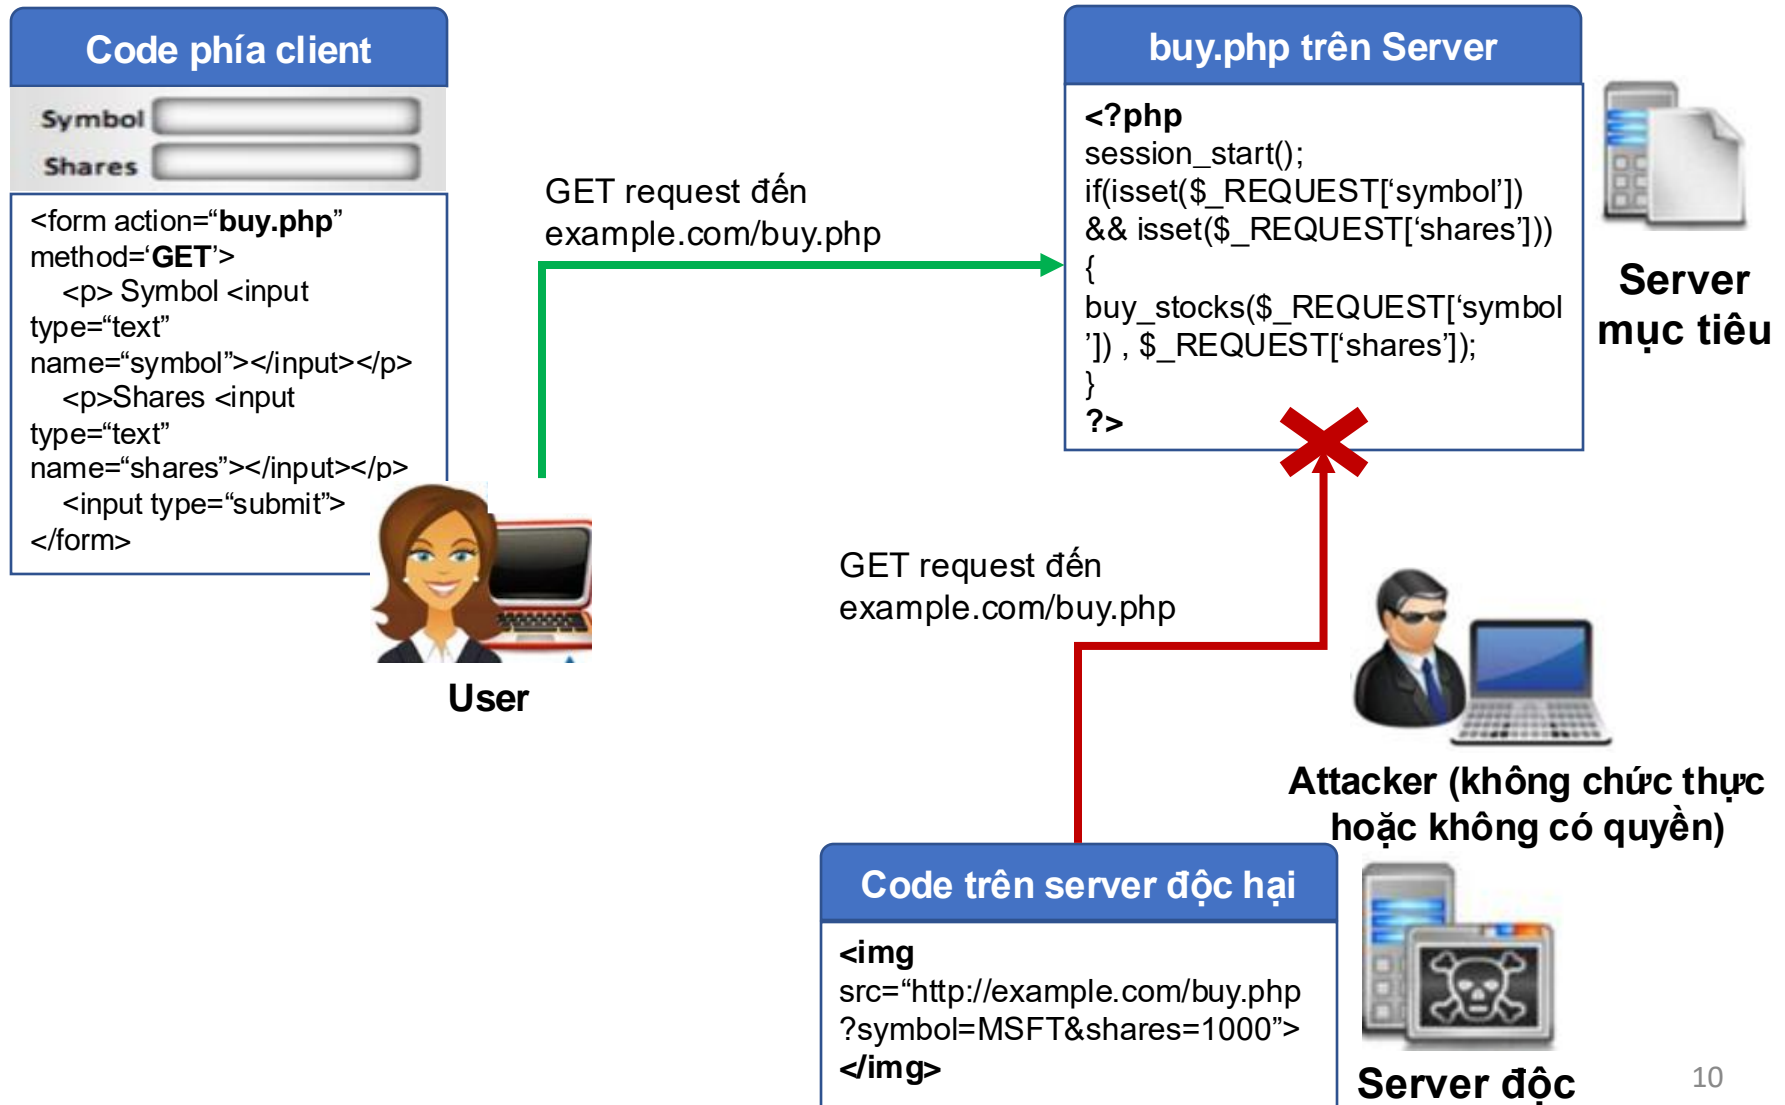 Code phía client
Symbol
Shares
<form action=“buy.php”
method=‘GET’>
<p> Symbol <input
type=“text”
name=“symbol”></input></p>
<p>Shares <input
type=“text”
name=“shares”></input></p>
<input type=“submit”>
</form>
User
GET request đến
example.com/buy.php
buy.php trên Server
<?php
session_start();
if(isset($_REQUEST[‘symbol’])
&& isset($_REQUEST[‘shares’]))
{
buy_stocks($_REQUEST[‘symbol
’]) , $_REQUEST[‘shares’]);
}
?>
Server
mục tiêu
GET request đến
example.com/buy.php
Attacker (không chức thực
hoặc không có quyền)
Code trên server độc hại
<img
src=“http://example.com/buy.php
?symbol=MSFT&shares=1000”>
</img>
Server độc
10